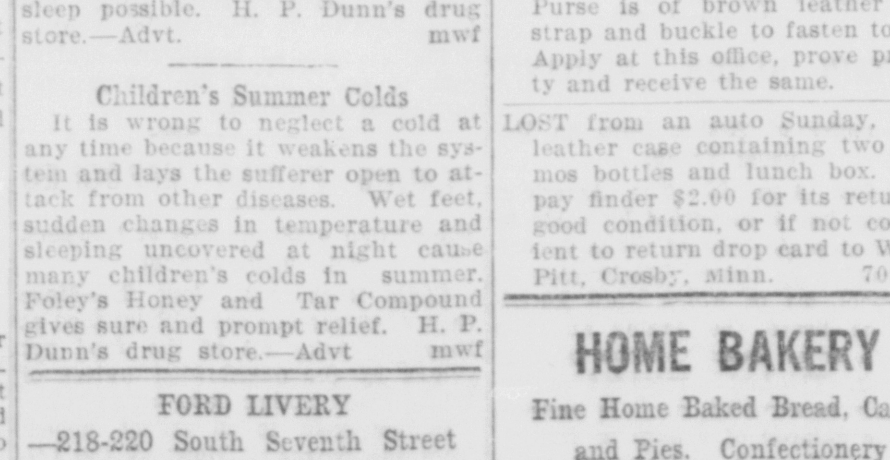 sleep possible. H. P. Dunn's drug
store.—Advt. mwf
Children's Summer Colds
It is wrong to neglect a cold at
any time because it weakens the sys-
tem and lays the sufferer open to at-
tack from other diseases. Wet feet,
sudden changes in temperature and
sleeping uncovered at night cause
many children's colds in summer.
Foley's Honey and Tar Compound
gives sure and prompt relief. H. P.
Dunn's drug store.—Advt mwf
FORD LIVERY
—218-220 South Seventh Street
Purse is of brown leather
strap and buckle to fasten to
Apply at this office, prove p
ty and receive the same.
LOST from an auto Sunday,
leather case containing two
mos bottles and lunch box.
pay finder $2.00 for its retu
good condition, or if not co
ient to return drop card to W
Pitt, Crosby, Minn. 70
HOME BAKERY
Fine Home Baked Bread, Ca
and Pies. Confectionery